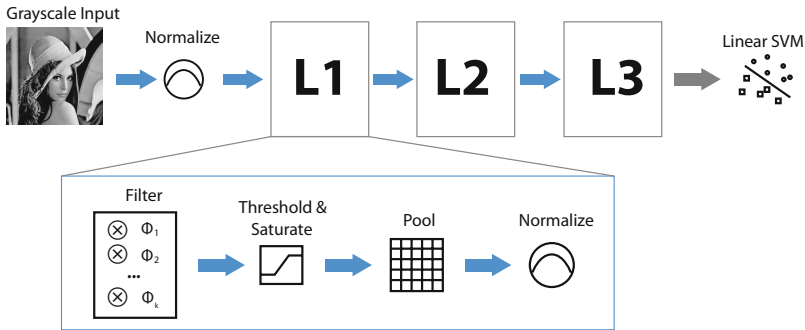 Grayscale Input
Normalize
L1
L2
L3
Linear SVM
Filter
Φ1
Φ2
...
Φk
Threshold &
Saturate
Pool
Normalize